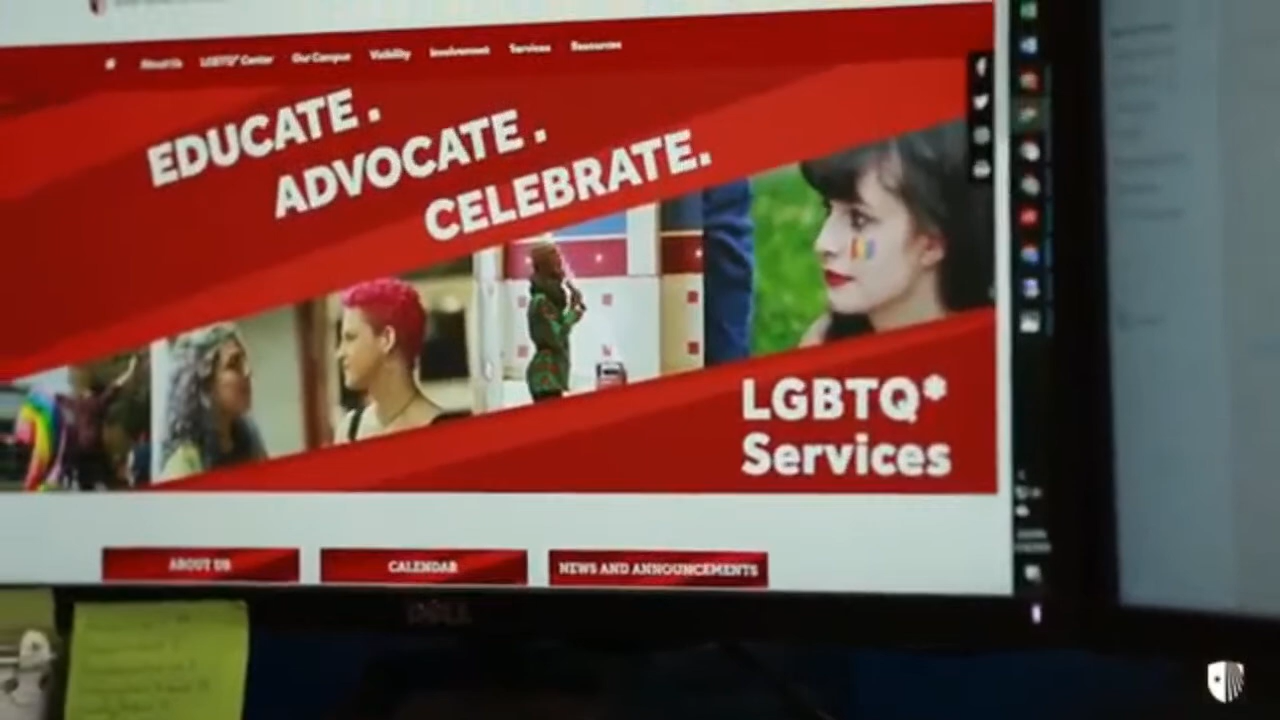 About Us LGBTQ* Center Our Campus Visibility Involvement Services Resources
EDUCATE.
ADVOCATE.
CELEBRATE.
LGBTQ*
Services
ABOUT US CALENDAR NEWS AND ANNOUNCEMENTS
DELL